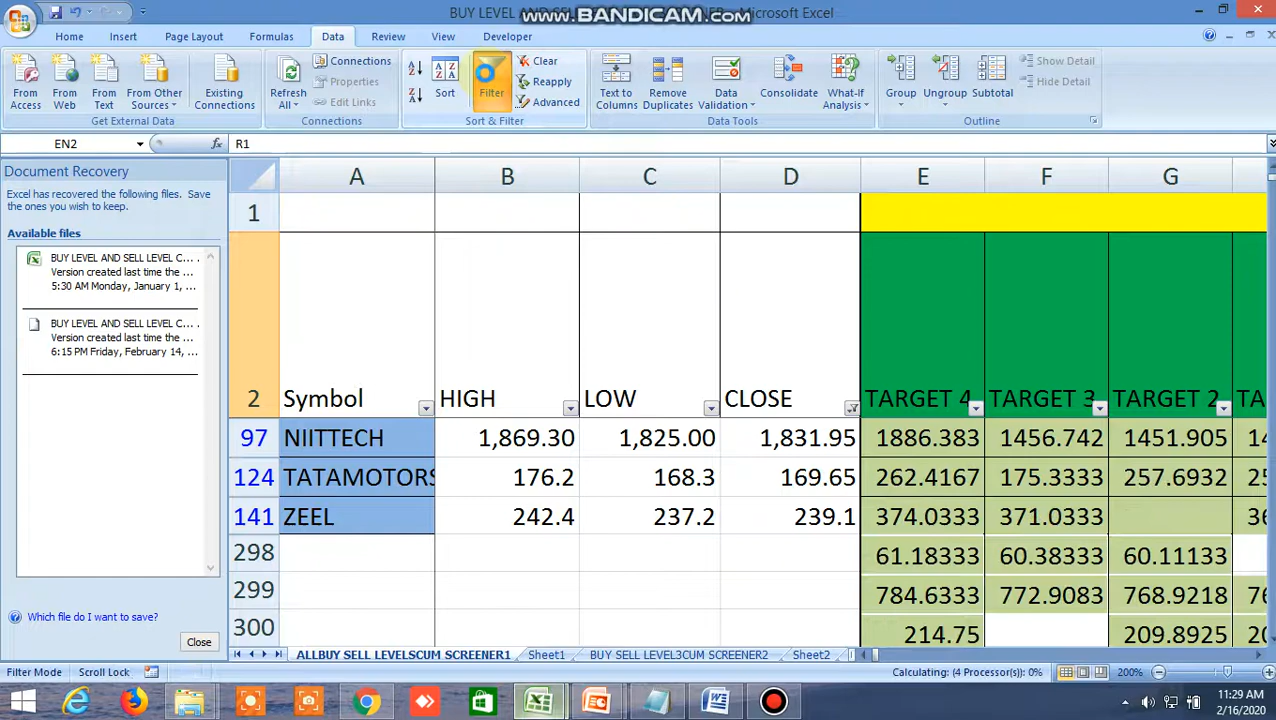 BUY LEVEL AND SELL - Microsoft Excel
www.BANDICAM.com
Home Insert Page Layout Formulas Data Review View Developer
From Access
From Web
From Text
From Other Sources
Existing Connections
Get External Data
Refresh All
Connections
Properties
Edit Links
Connections
Sort
Filter
Clear
Reapply
Advanced
Sort & Filter
Text to Columns
Remove Duplicates
Data Validation
Consolidate
What-If Analysis
Data Tools
Group
Ungroup
Subtotal
Show Detail
Hide Detail
Outline
EN2 fx R1
Document Recovery
Excel has recovered the following files. Save
the ones you wish to keep.
Available files
BUY LEVEL AND SELL LEVEL C...
Version created last time the ...
5:30 AM Monday, January 1, ...
BUY LEVEL AND SELL LEVEL C...
Version created last time the ...
6:15 PM Friday, February 14, ...
Which file do I want to save?
Close
A B C D E F G
1
2 Symbol HIGH LOW CLOSE TARGET 4 TARGET 3 TARGET 2 TA
97 NIITTECH 1,869.30 1,825.00 1,831.95 1886.383 1456.742 1451.905 14
124 TATAMOTORS 176.2 168.3 169.65 262.4167 175.3333 257.6932 25
141 ZEEL 242.4 237.2 239.1 374.0333 371.0333 36
298 61.18333 60.38333 60.11133
299 784.6333 772.9083 768.9218 76
300 214.75 209.8925 20
ALLBUY SELL LEVELSCUM SCREENER1 Sheet1 BUY SELL LEVEL3CUM SCREENER2 Sheet2
Filter Mode Scroll Lock Calculating: (4 Processor(s)): 0% 200%
11:29 AM
2/16/2020